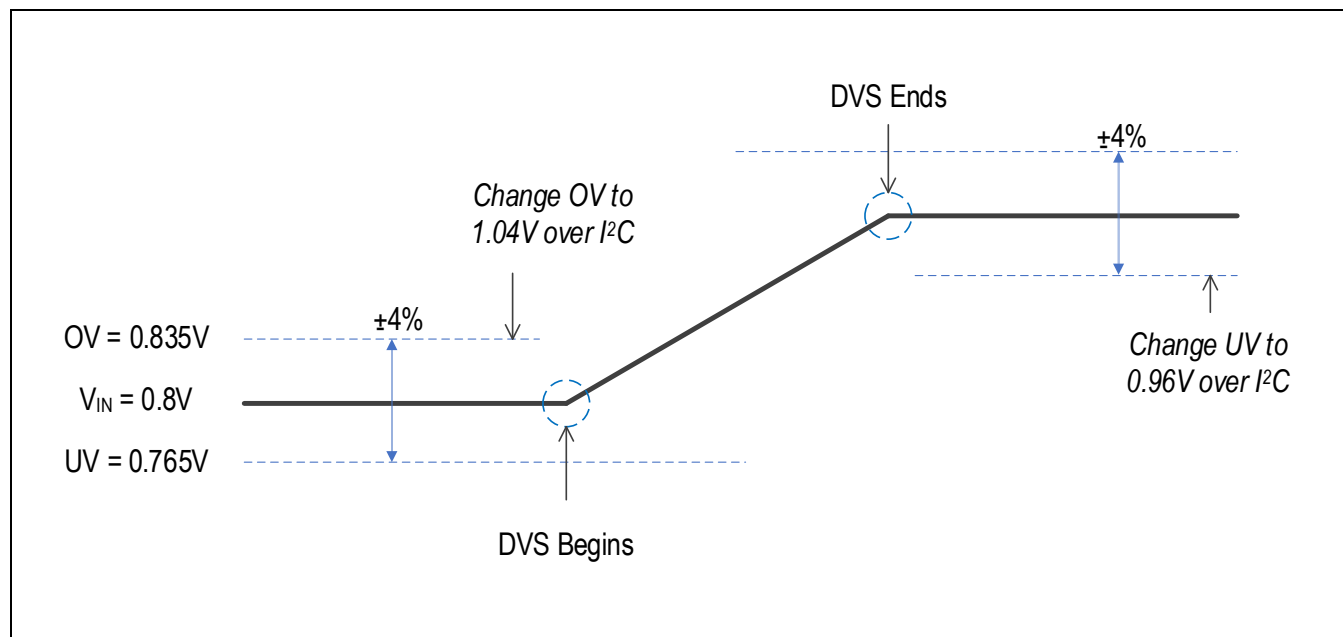 DVS Ends
±4%
Change OV to
1.04V over I²C
±4%
OV = 0.835V
Change UV to
0.96V over I²C
VIN = 0.8V
UV = 0.765V
DVS Begins